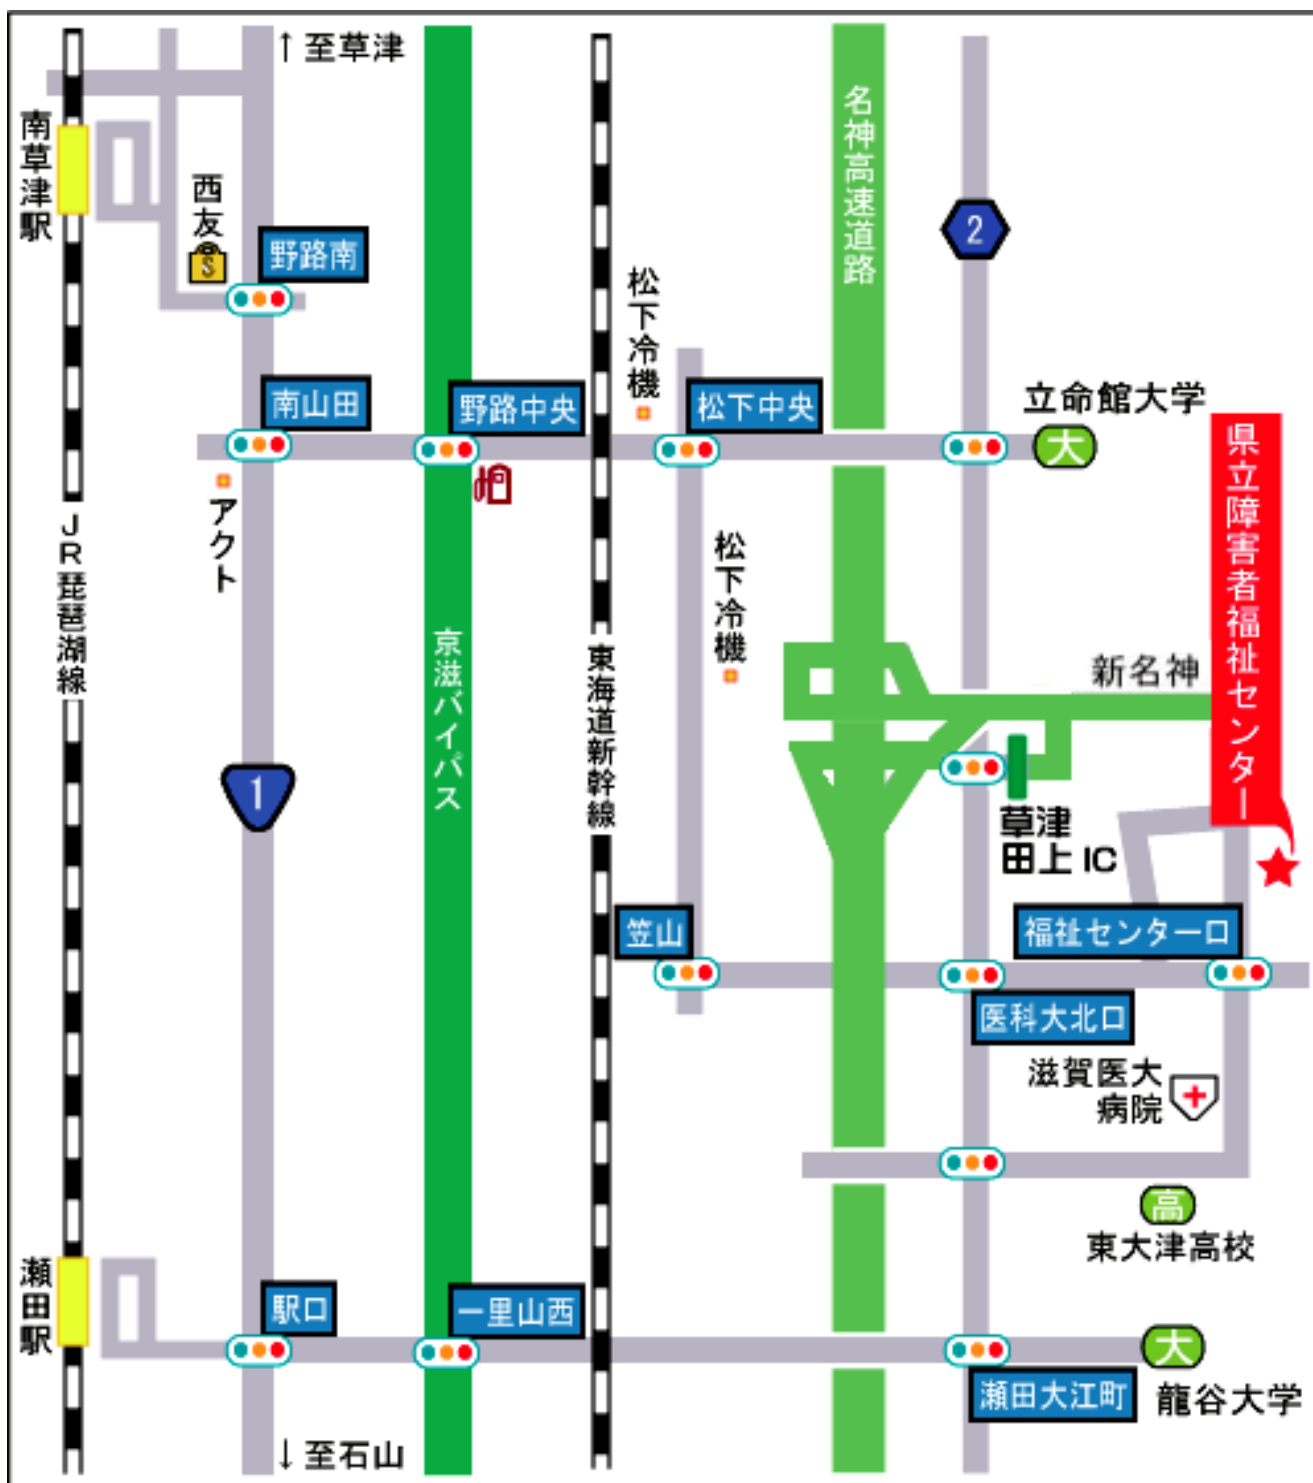 ↑至草津
南草津駅
西友
S
野路南
名神高速道路
2
松下冷機
南山田
野路中央
松下中央
立命館大学
大
県立障害者福祉センター
アクト
JR琵琶湖線
松下冷機
京滋バイパス
東海道新幹線
新名神
1
草津
田上IC
笠山
福祉センター口
医科大北口
滋賀医大
病院
高
東大津高校
瀬田駅
駅口
一里山西
大
瀬田大江町
龍谷大学
↓至石山